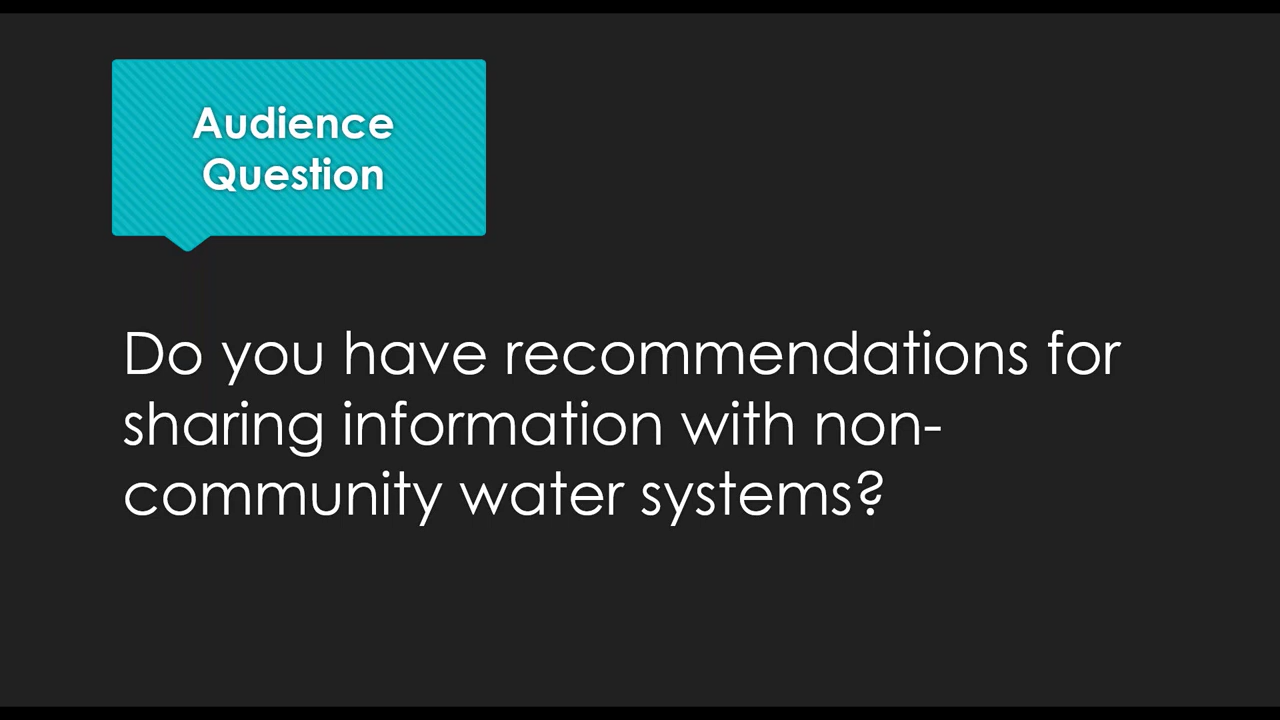 Audience
Question
Do you have recommendations for
sharing information with non-
community water systems?